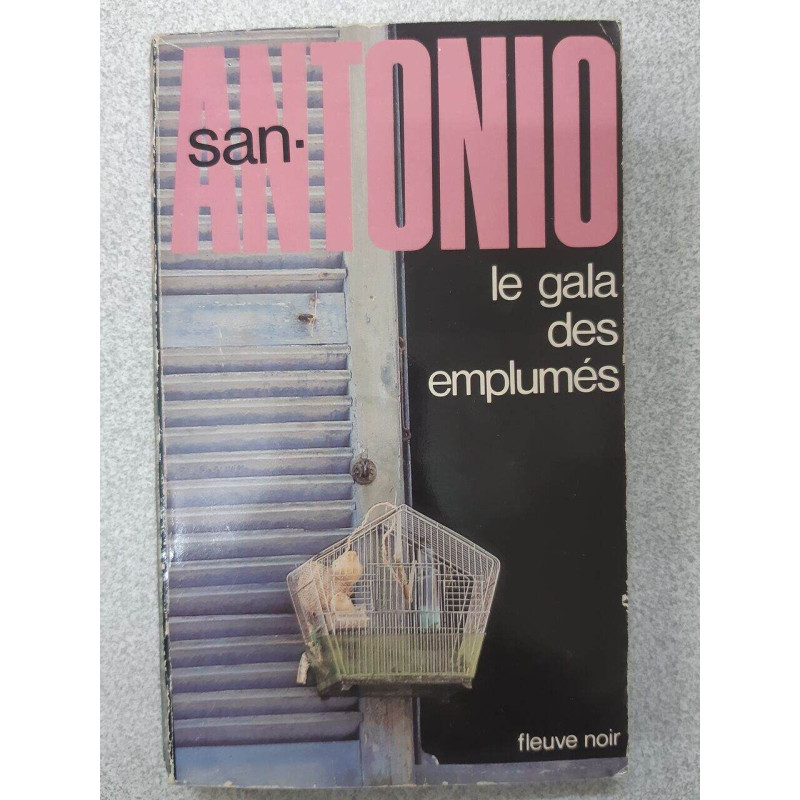 san-ANTONIO
le gala
des
emplumés
fleuve noir